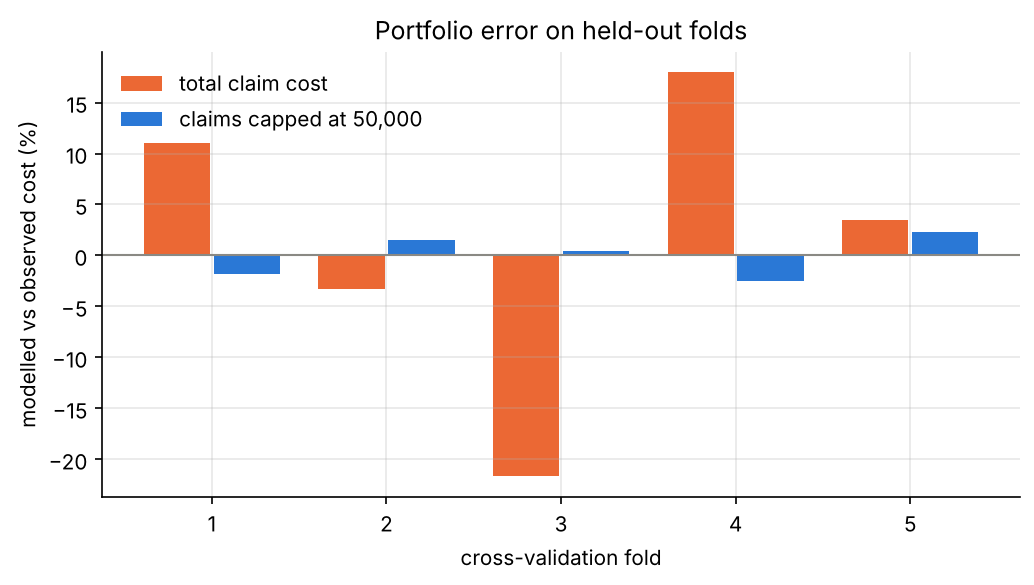 Portfolio error on held-out folds
total claim cost
claims capped at 50,000
modelled vs observed cost (%)
15
10
5
0
−5
−10
−15
−20
1 2 3 4 5
cross-validation fold